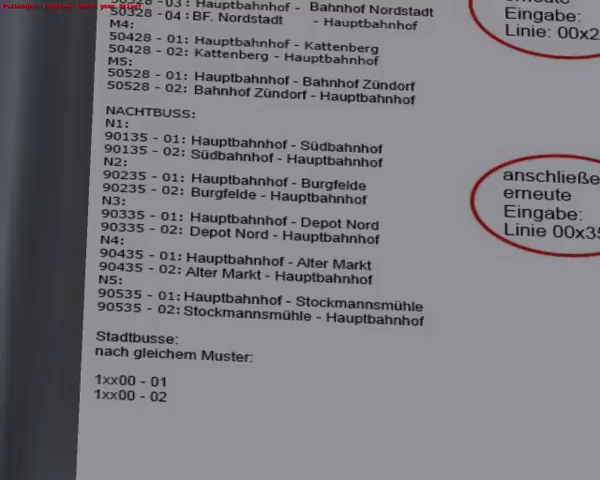 - 03: Hauptbahnhof - Bahnhof Nordstadt
50328 - 04: BF. Nordstadt - Hauptbahnhof
M4:
50428 - 01: Hauptbahnhof - Kattenberg
50428 - 02: Kattenberg - Hauptbahnhof
M5:
50528 - 01: Hauptbahnhof - Bahnhof Zündorf
50528 - 02: Bahnhof Zündorf - Hauptbahnhof
NACHTBUSS:
N1:
90135 - 01: Hauptbahnhof - Südbahnhof
90135 - 02: Südbahnhof - Hauptbahnhof
N2:
90235 - 01: Hauptbahnhof - Burgfelde
90235 - 02: Burgfelde - Hauptbahnhof
N3:
90335 - 01: Hauptbahnhof - Depot Nord
90335 - 02: Depot Nord - Hauptbahnhof
N4:
90435 - 01: Hauptbahnhof - Alter Markt
90435 - 02: Alter Markt - Hauptbahnhof
N5:
90535 - 01: Hauptbahnhof - Stockmannsmühle
90535 - 02: Stockmannsmühle - Hauptbahnhof
Stadtbusse:
nach gleichem Muster:
1xx00 - 01
1xx00 - 02
Eingabe:
Linie: 00x2
anschließe
erneute
Eingabe:
Linie 00x35